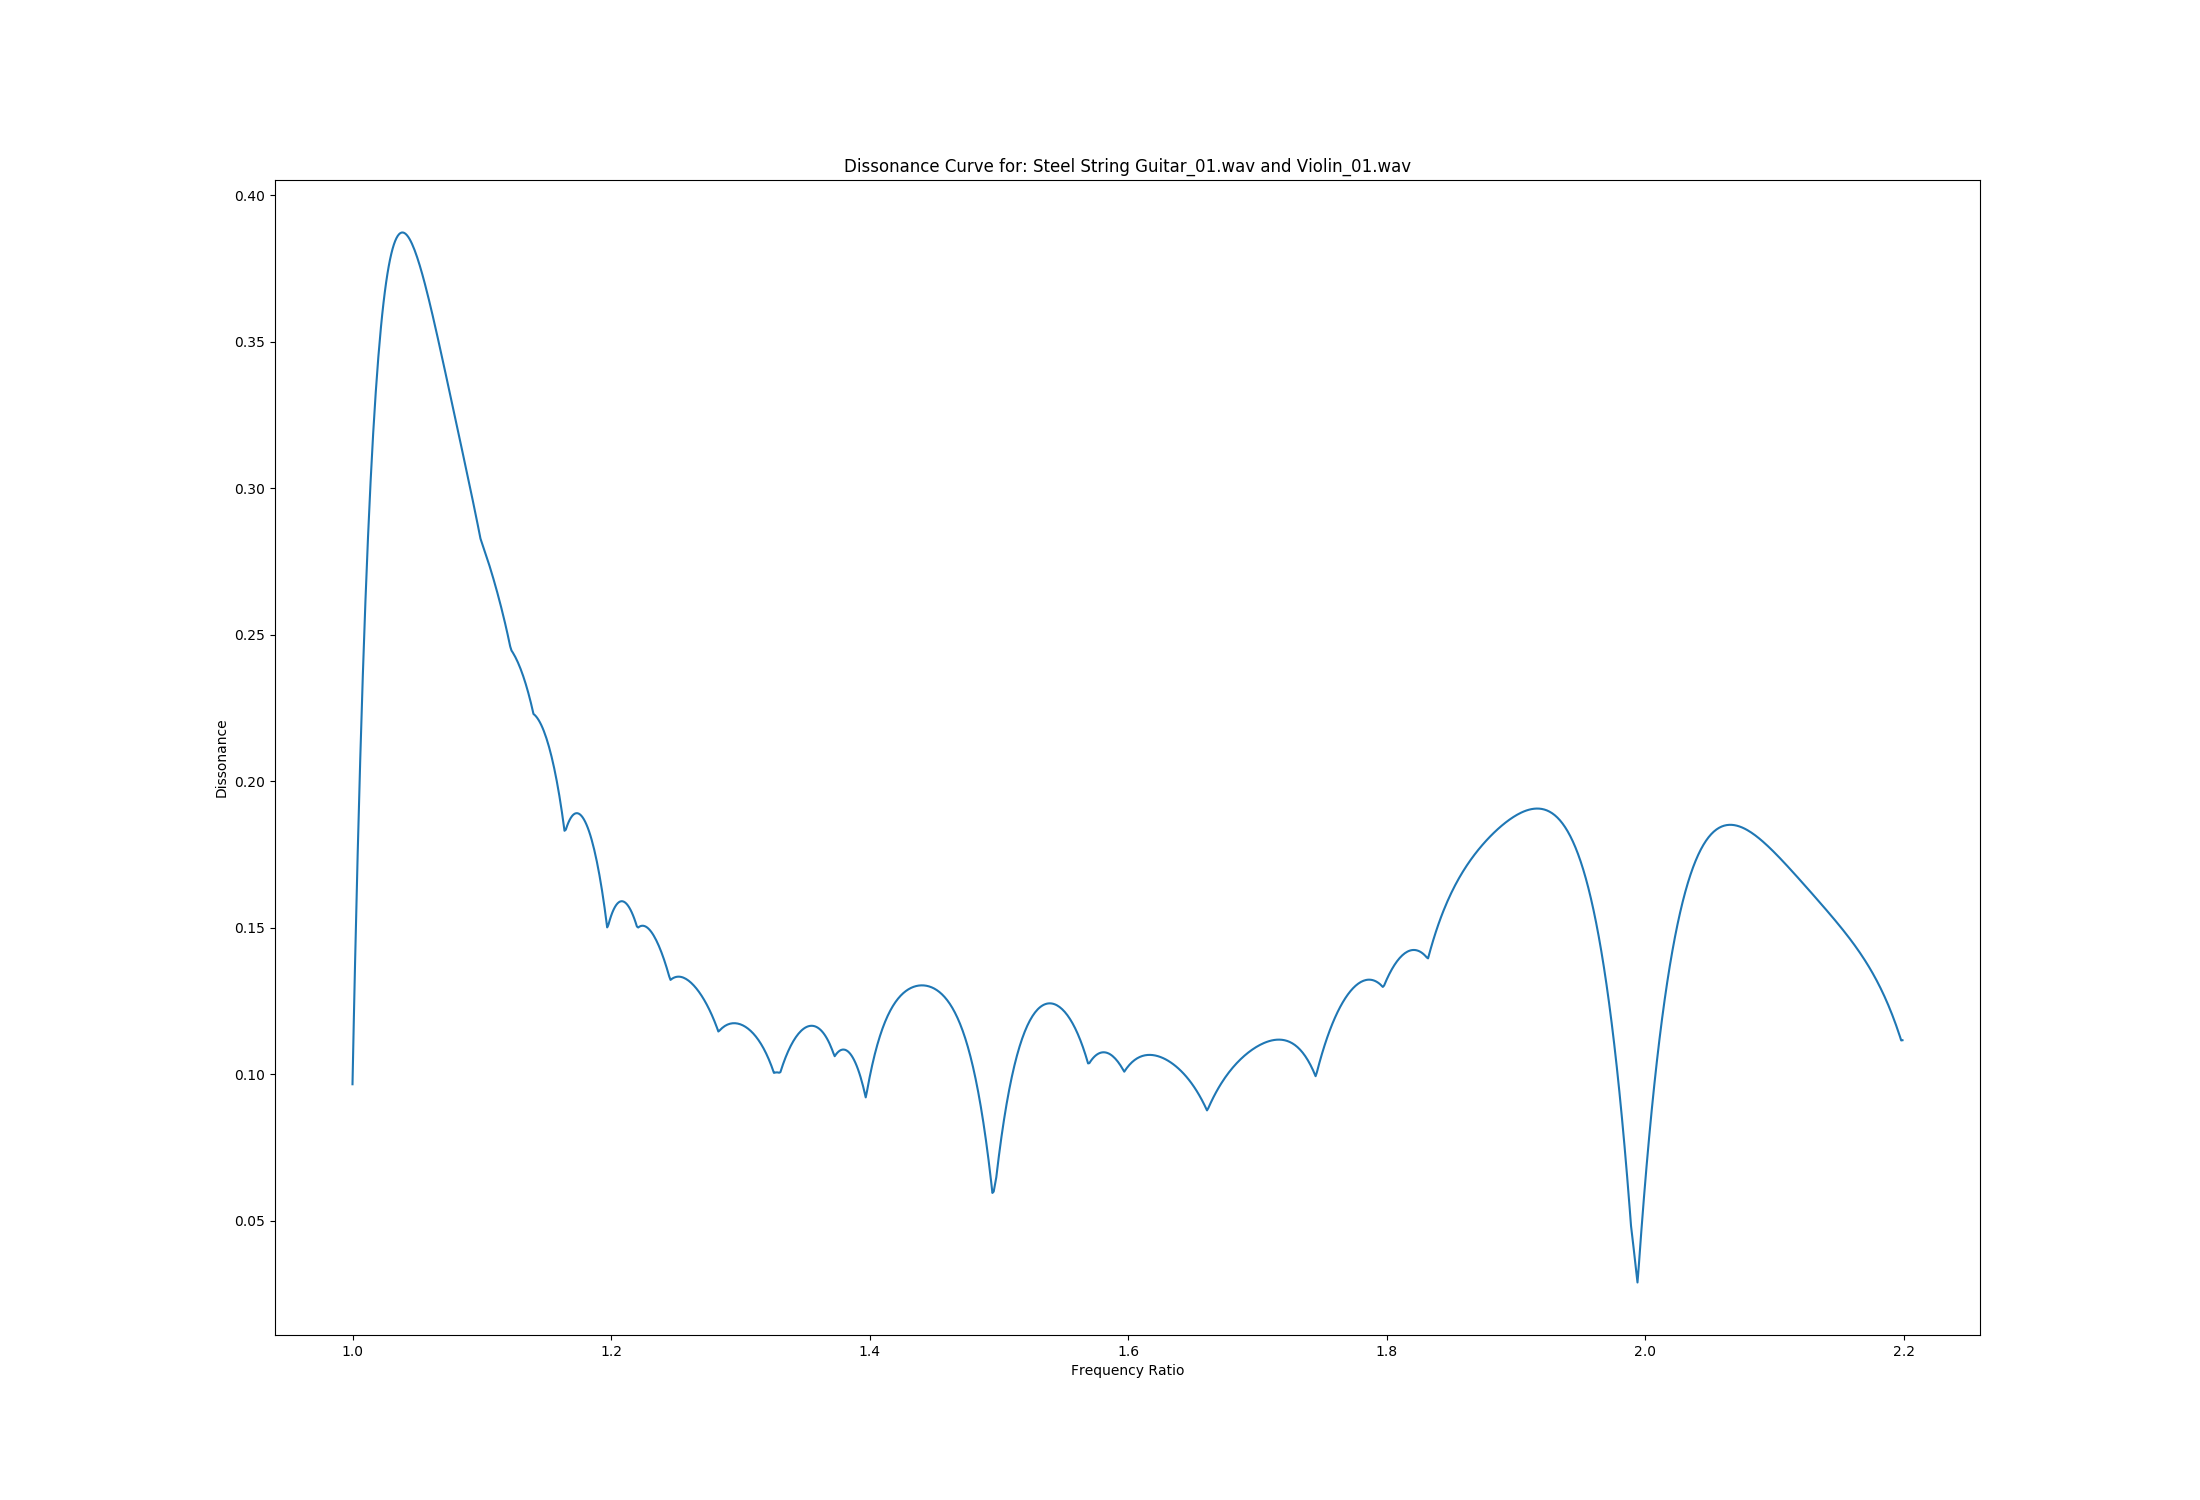 Dissonance Curve for: Steel String Guitar_01.wav and Violin_01.wav
0.40
0.35
0.30
0.25
0.20
0.15
0.10
0.05
Dissonance
1.0 1.2 1.4 1.6 1.8 2.0 2.2
Frequency Ratio